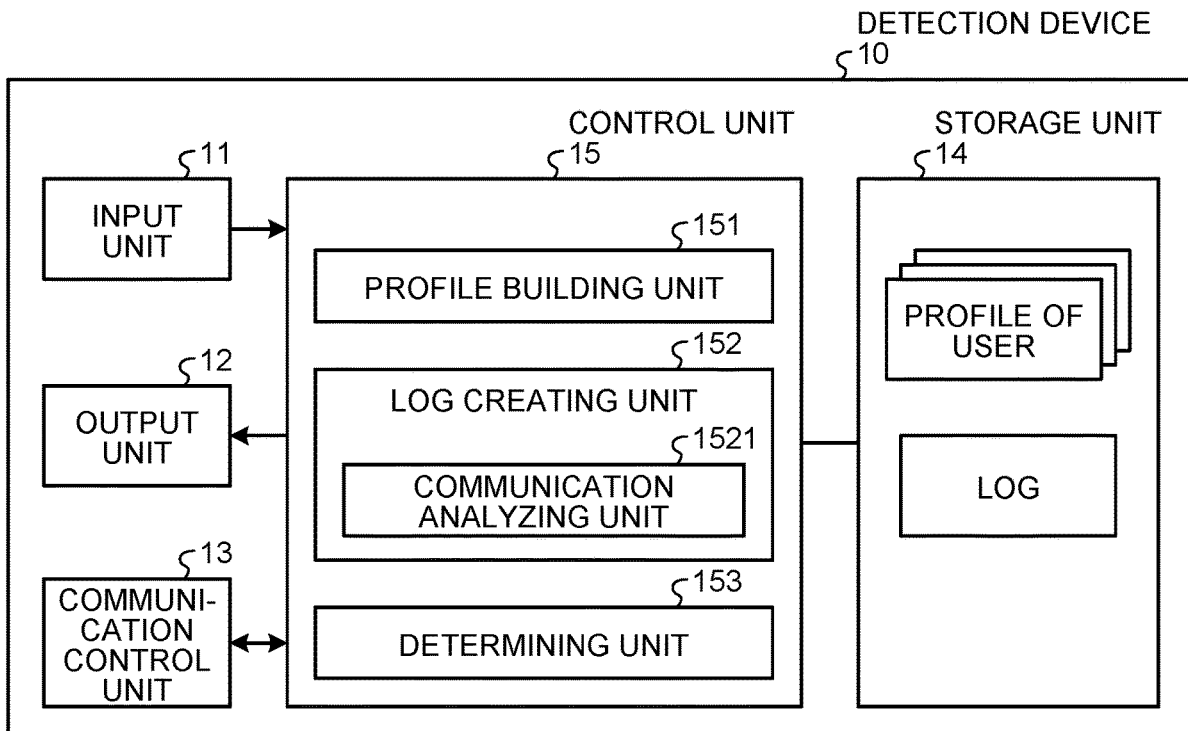 DETECTION DEVICE
10
CONTROL UNIT
15
STORAGE UNIT
14
11
INPUT
UNIT
151
PROFILE BUILDING UNIT
PROFILE OF
USER
12
OUTPUT
UNIT
152
LOG CREATING UNIT
1521
COMMUNICATION
ANALYZING UNIT
LOG
13
COMMUNI-
CATION
CONTROL
UNIT
153
DETERMINING UNIT